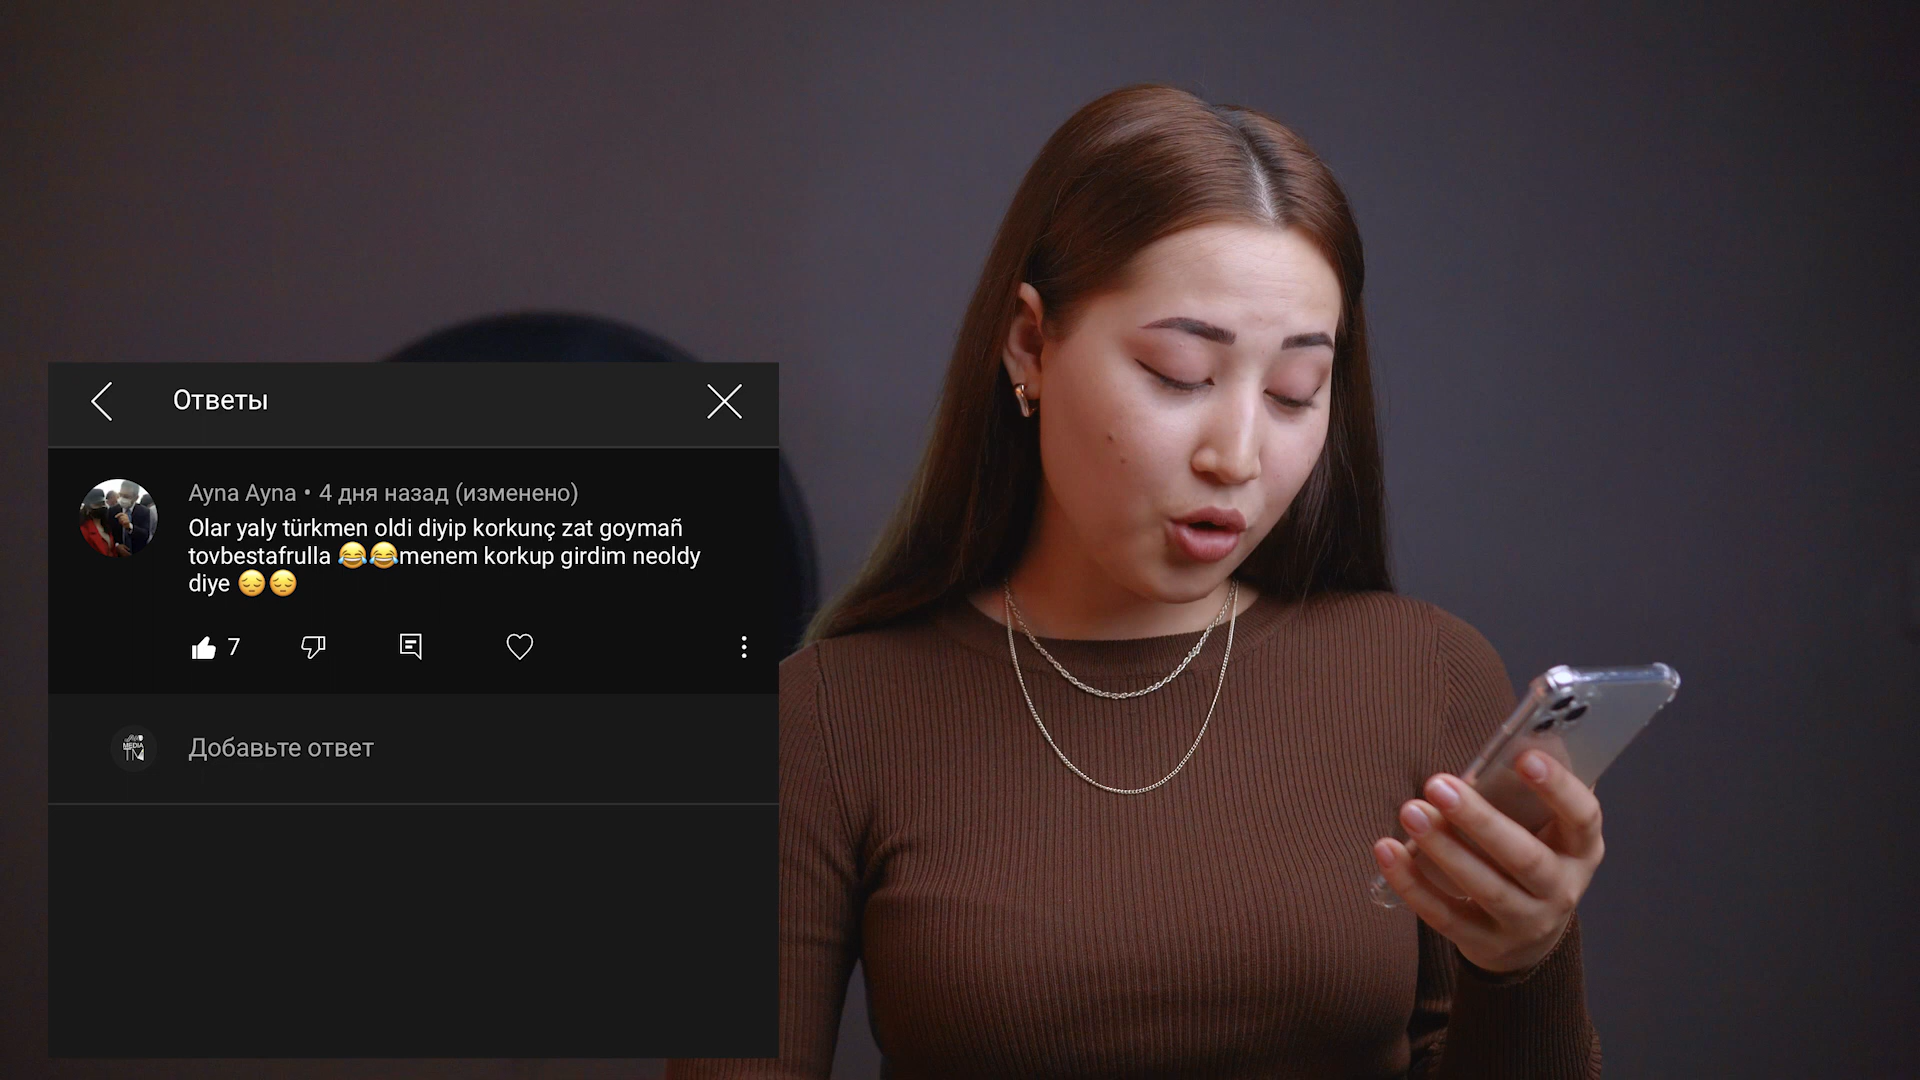 Ответы
Ayna Ayna • 4 дня назад (изменено)
Olar yaly türkmen oldi diyip korkunç zat goymañ
tovbestafrulla 😂😂menem korkup girdim neoldy
diye 😔😔
7
MEDIA
Добавьте ответ